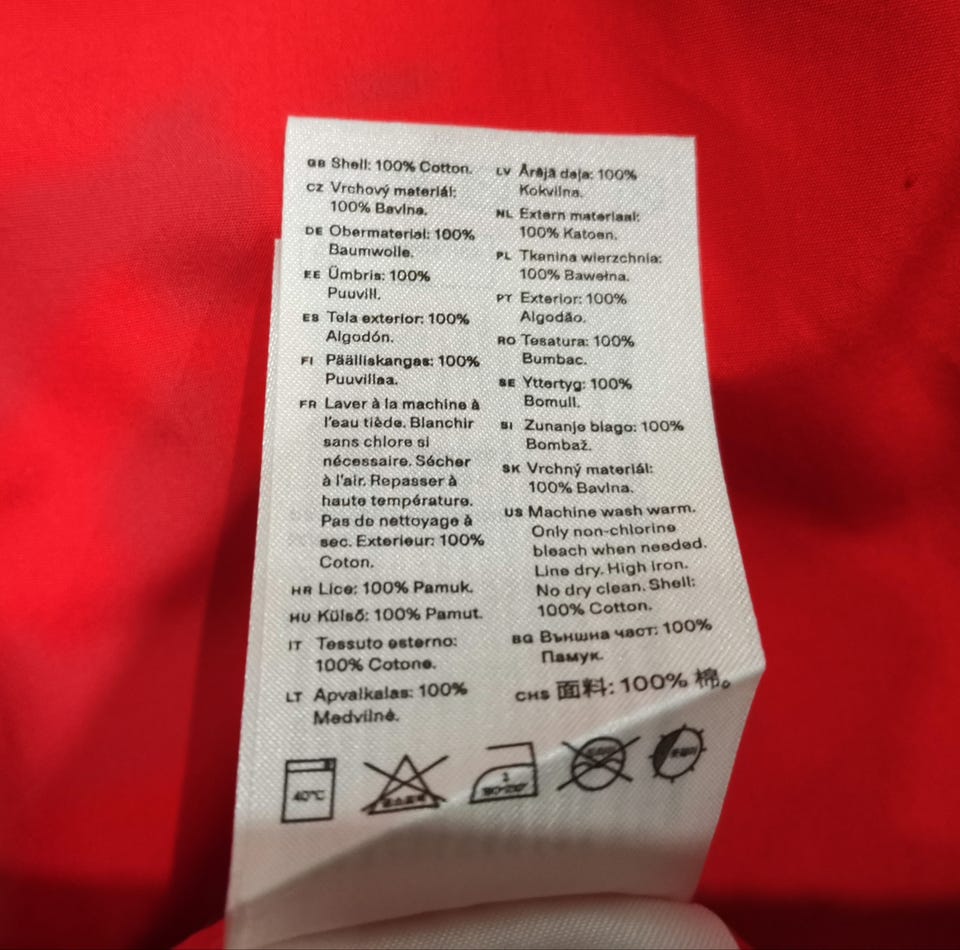 GB Shell: 100% Cotton.
CZ Vrchový materiál:
100% Bavlna.
DE Obermaterial: 100%
Baumwolle.
EE Ümbris: 100%
Puuvill.
ES Tela exterior: 100%
Algodón.
FI Päälliskangas: 100%
Puuvillaa.
FR Laver à la machine à
l'eau tiède. Blanchir
sans chlore si
nécessaire. Sécher
à l'air. Repasser à
haute température.
Pas de nettoyage à
sec. Exterieur: 100%
Coton.
HR Lice: 100% Pamuk.
HU Külső: 100% Pamut.
IT Tessuto esterno:
100% Cotone.
LT Apvalkalas: 100%
Medvilnė.
LV Ārējā daļa: 100%
Kokvilna.
NL Extern materiaal:
100% Katoen.
PL Tkanina wierzchnia:
100% Bawełna.
PT Exterior: 100%
Algodão.
RO Tesatura: 100%
Bumbac.
SE Yttertyg: 100%
Bomull.
SI Zunanje blago: 100%
Bombaž.
SK Vrchný materiál:
100% Bavlna.
US Machine wash warm.
Only non-chlorine
bleach when needed.
Line dry. High iron.
No dry clean. Shell:
100% Cotton.
BG Външна част: 100%
Памук.
CHS 面料: 100% 棉。
40°C